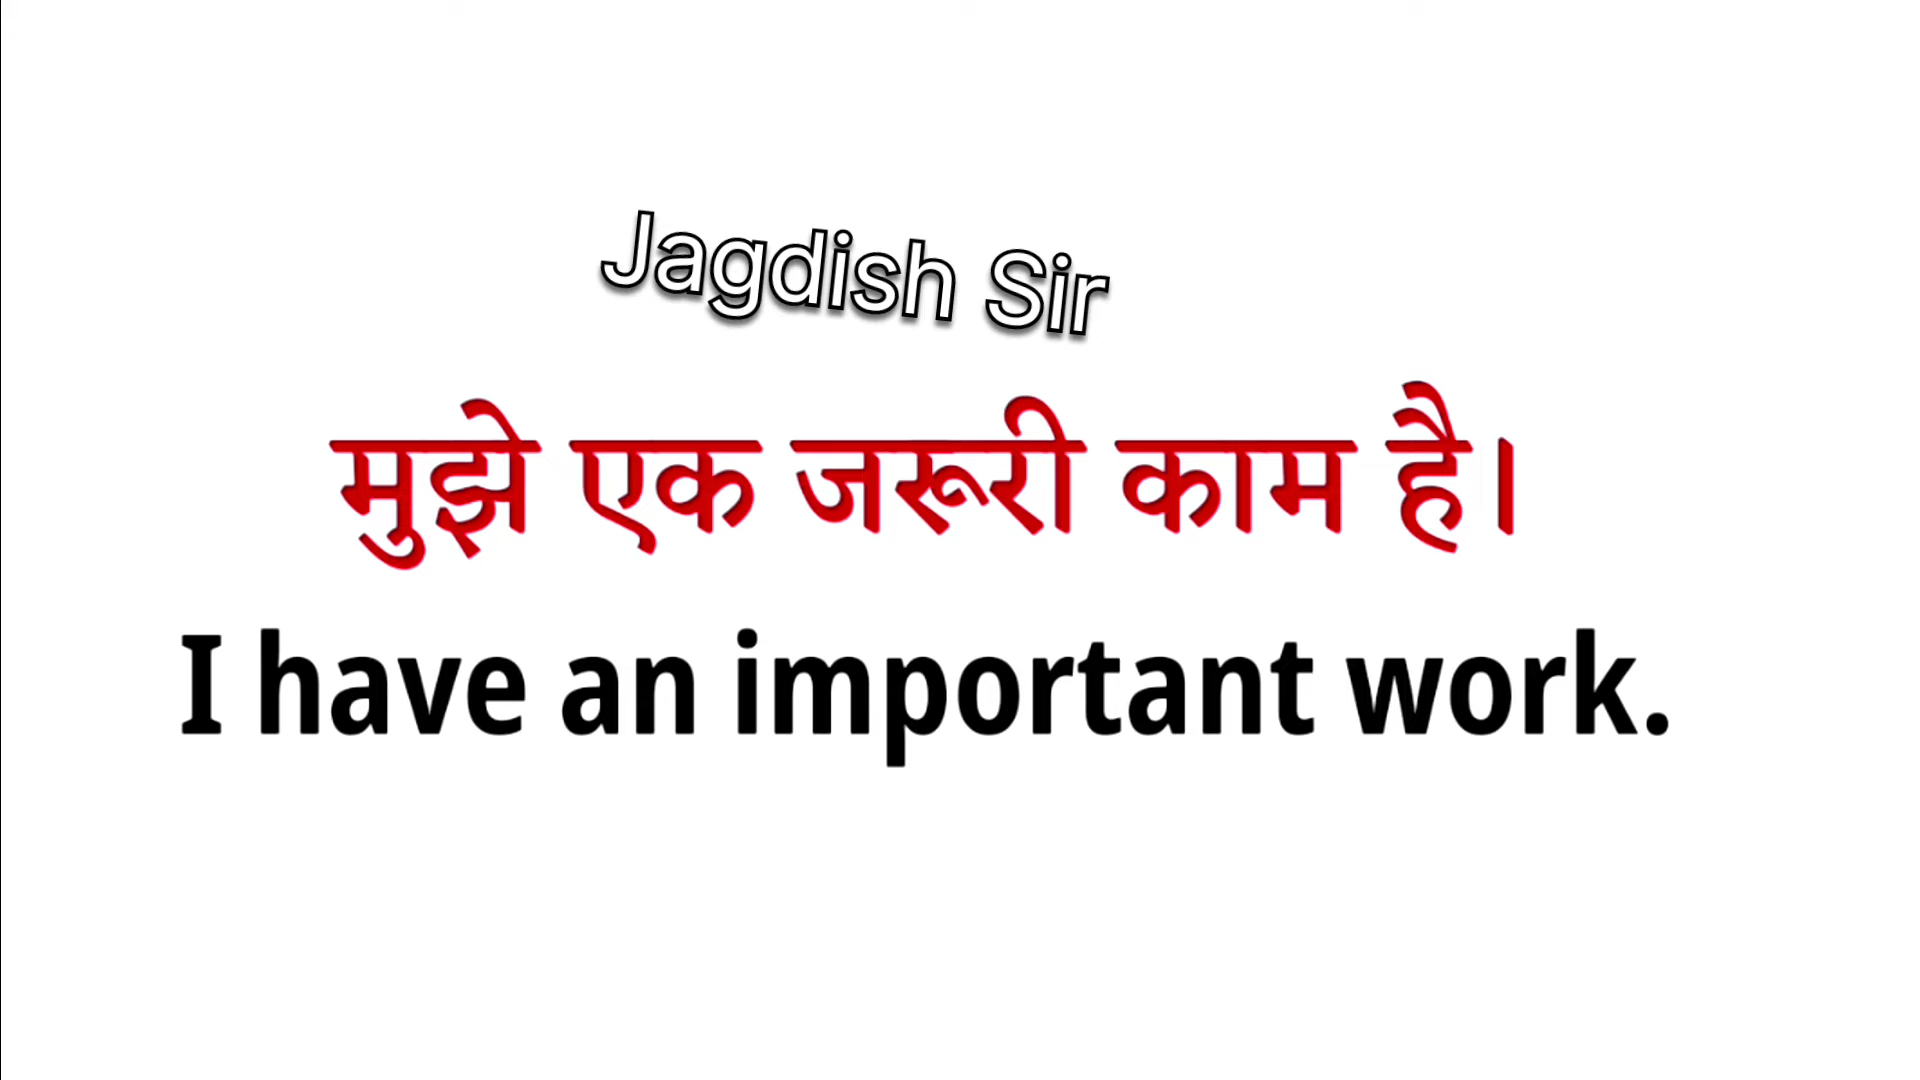 Jagdish Sir
मुझे एक जरूरी काम है।
I have an important work.